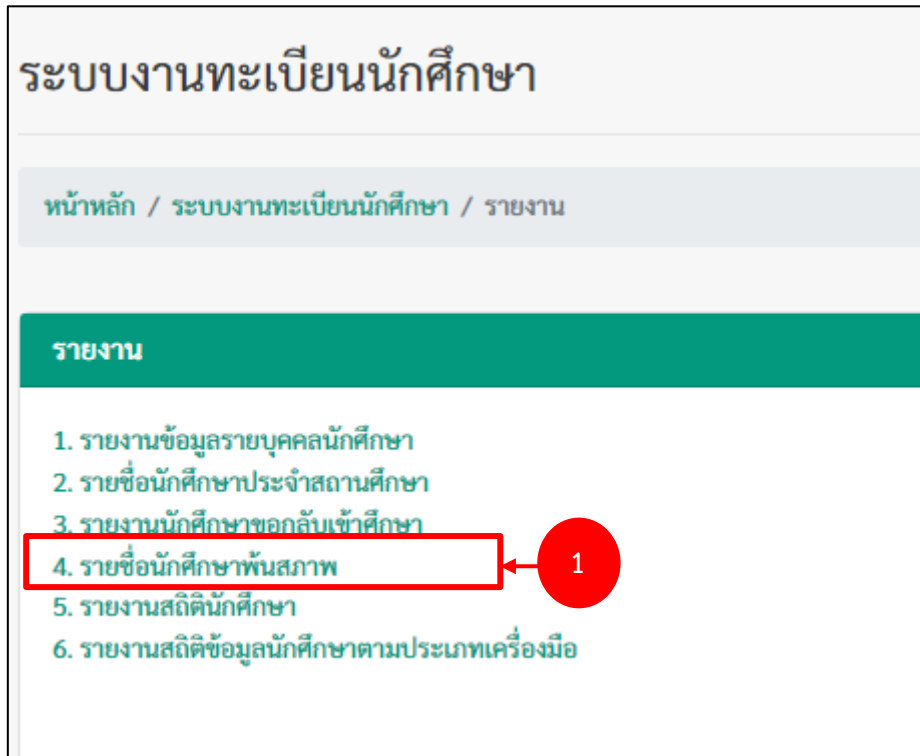 ระบบงานทะเบียนนักศึกษา
หน้าหลัก / ระบบงานทะเบียนนักศึกษา / รายงาน
รายงาน
1. รายงานข้อมูลรายบุคคลนักศึกษา
2. รายชื่อนักศึกษาประจำสถานศึกษา
3. รายงานนักศึกษาขอกลับเข้าศึกษา
4. รายชื่อนักศึกษาพ้นสภาพ
1
5. รายงานสถิตินักศึกษา
6. รายงานสถิติข้อมูลนักศึกษาตามประเภทเครื่องมือ